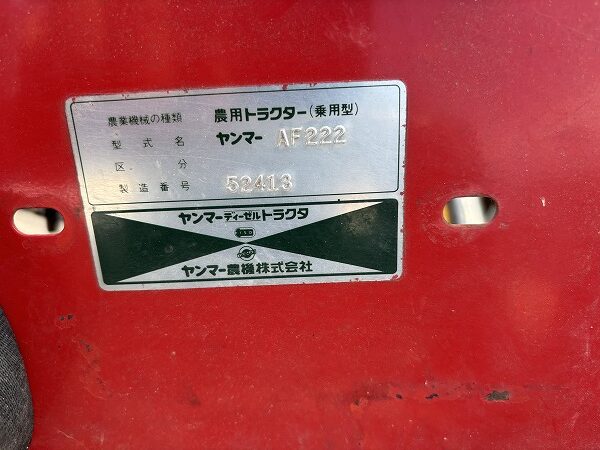 農業機械の種類 農用トラクター(乗用型)
型式名 ヤンマー AF222
区分
製造番号 52413
ヤンマーディーゼルトラクタ
ヤンマー農機株式会社